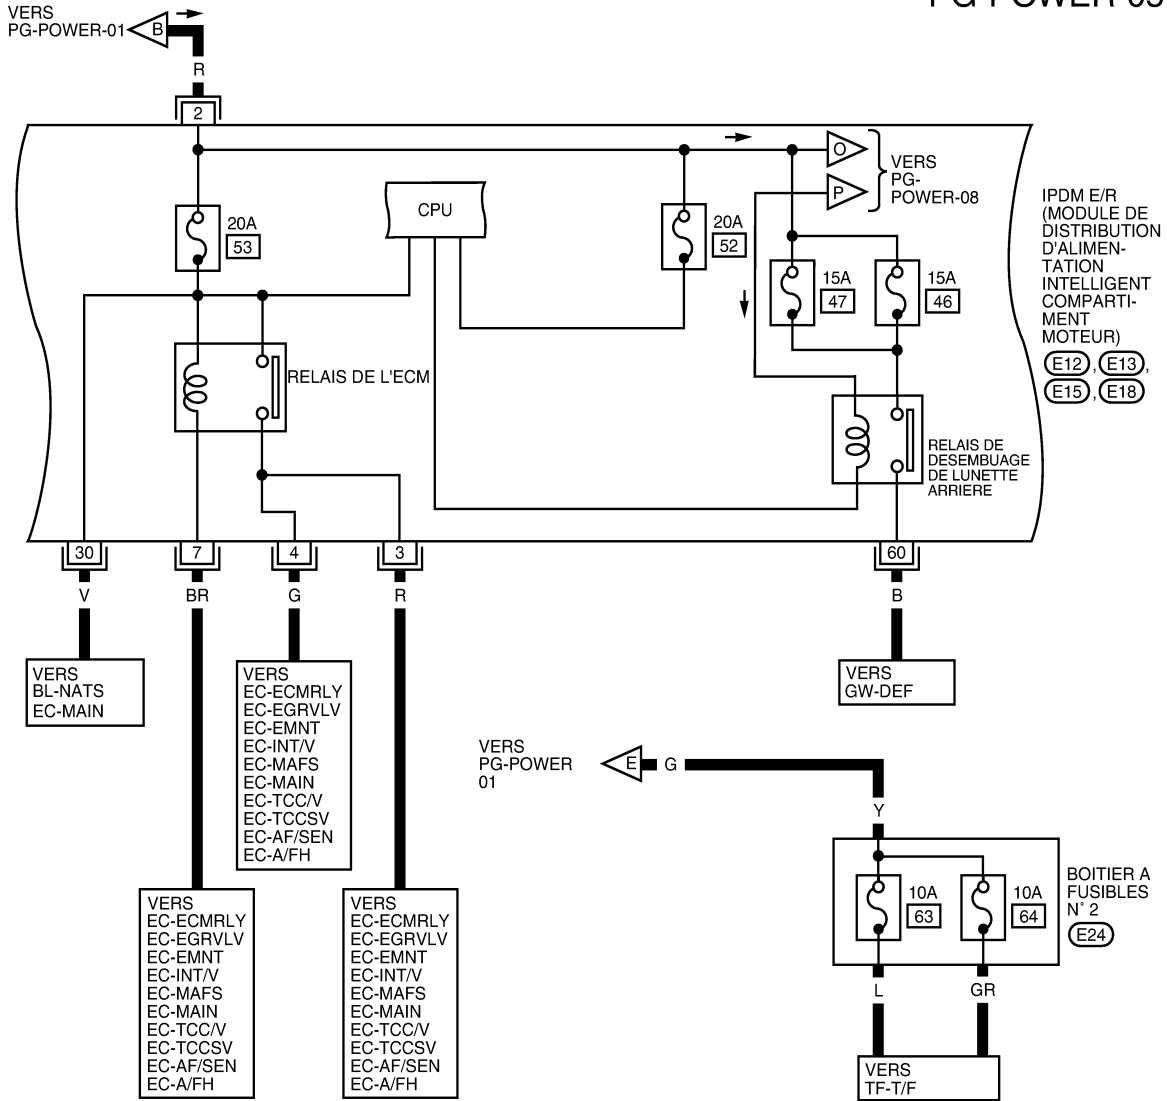 PG-POWER-03
VERS
PG-POWER-01
B
R
2
O
P
VERS
PG-
POWER-08
CPU
20A
53
20A
52
15A
47
15A
46
IPDM E/R
(MODULE DE
DISTRIBUTION
D'ALIMEN-
TATION
INTELLIGENT
COMPARTI-
MENT
MOTEUR)
E12, E13,
E15, E18
RELAIS DE L'ECM
RELAIS DE
DESEMBUAGE
DE LUNETTE
ARRIERE
30
7
4
3
60
V
BR
G
R
B
VERS
BL-NATS
EC-MAIN
VERS
EC-ECMRLY
EC-EGRVLV
EC-EMNT
EC-INT/V
EC-MAFS
EC-MAIN
EC-TCC/V
EC-TCCSV
EC-AF/SEN
EC-A/FH
VERS
GW-DEF
VERS
PG-POWER
01
E
G
Y
10A
63
10A
64
BOITIER A
FUSIBLES
N° 2
E24
L
GR
VERS
TF-T/F
VERS
EC-ECMRLY
EC-EGRVLV
EC-EMNT
EC-INT/V
EC-MAFS
EC-MAIN
EC-TCC/V
EC-TCCSV
EC-AF/SEN
EC-A/FH
VERS
EC-ECMRLY
EC-EGRVLV
EC-EMNT
EC-INT/V
EC-MAFS
EC-MAIN
EC-TCC/V
EC-TCCSV
EC-AF/SEN
EC-A/FH